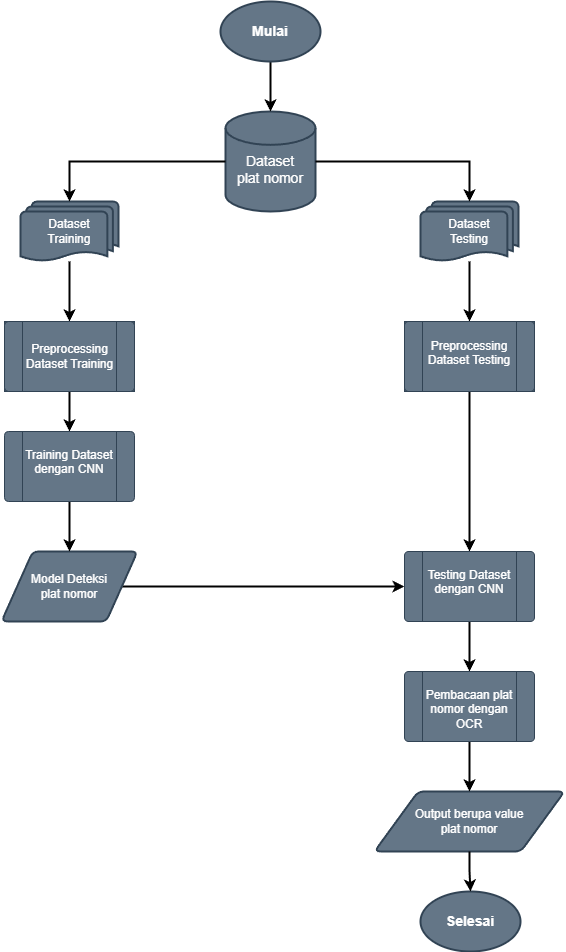 Mulai
Dataset
plat nomor
Dataset
Training
Dataset
Testing
Preprocessing
Dataset Training
Preprocessing
Dataset Testing
Training Dataset
dengan CNN
Model Deteksi
plat nomor
Testing Dataset
dengan CNN
Pembacaan plat
nomor dengan
OCR
Output berupa value
plat nomor
Selesai